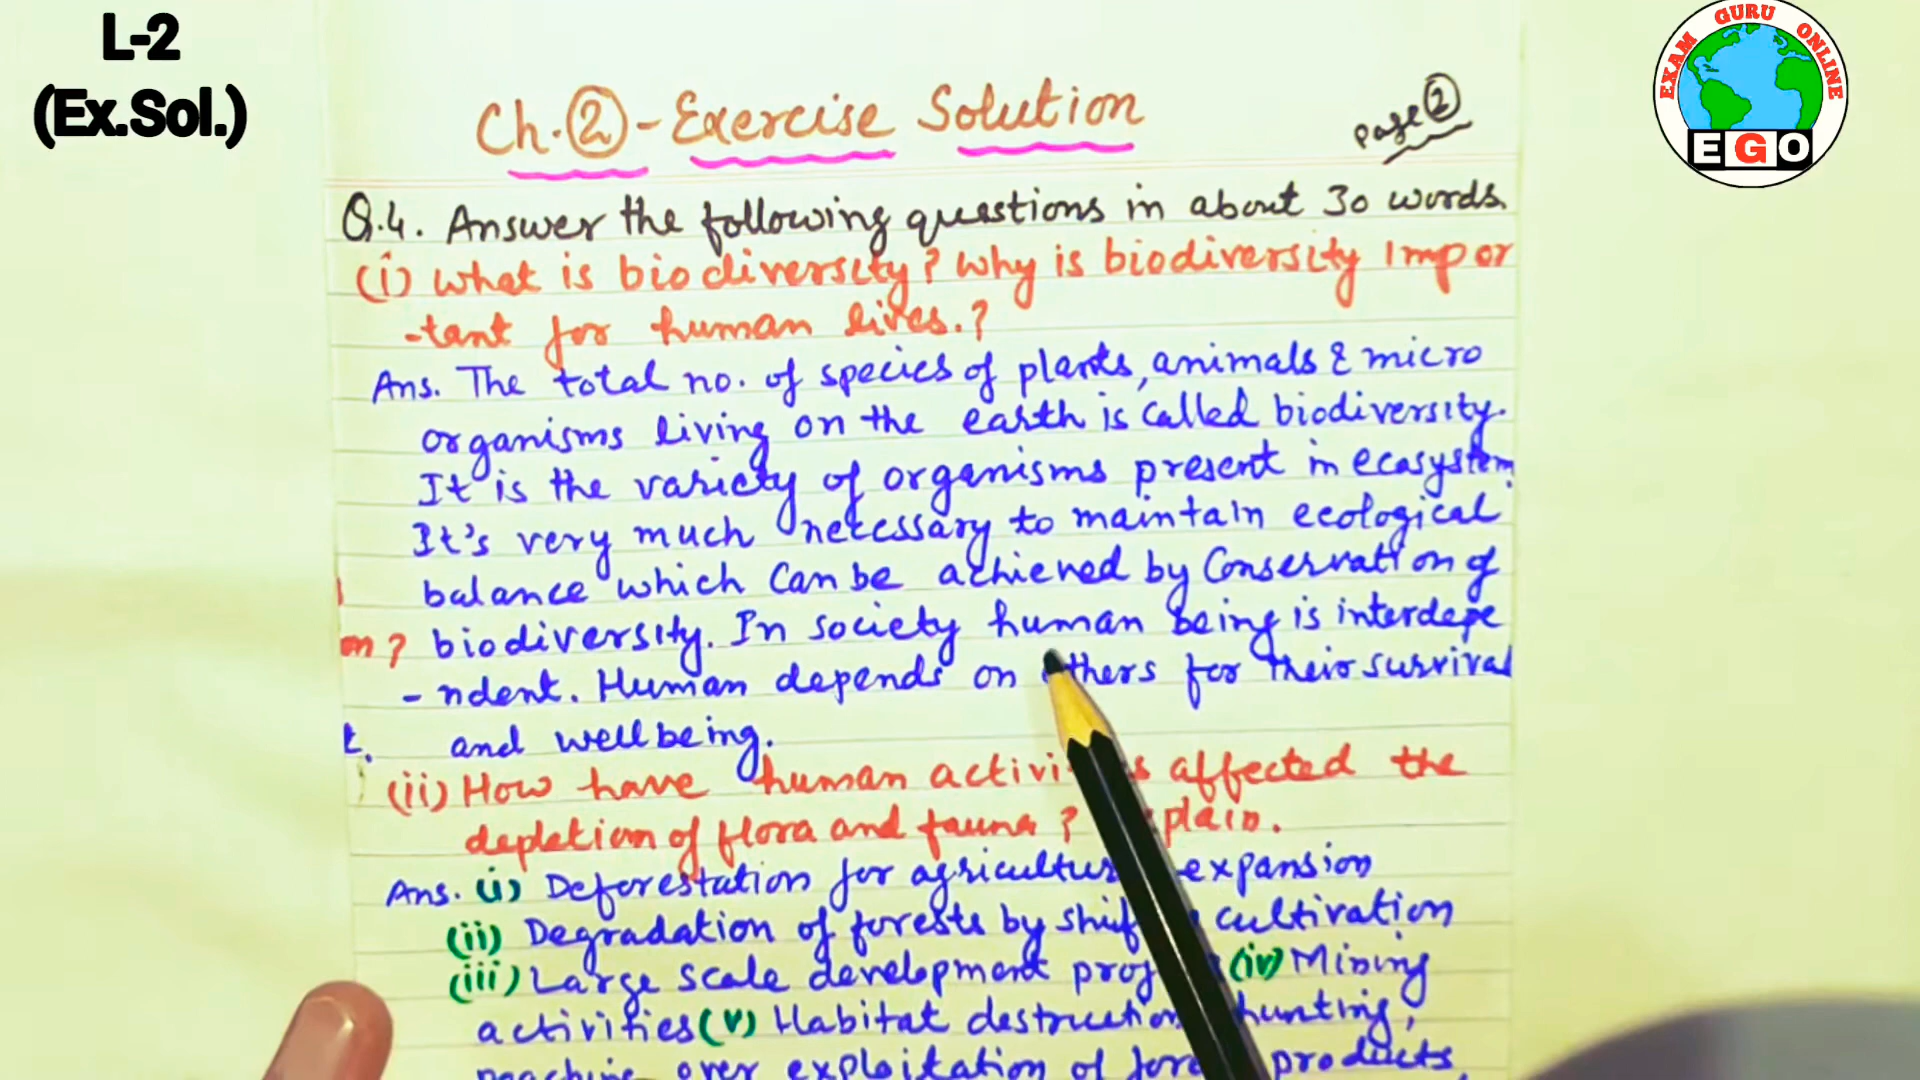 L-2
(Ex.Sol.)
EXAM GURU ONLINE
EGO
Ch.② - Exercise Solution
page ②
Q.4. Answer the following questions in about 30 words.
(i) What is biodiversity? Why is biodiversity impor
-tant for human lives.?
Ans. The total no. of species of plants, animals & micro
organisms living on the earth is called biodiversity.
It is the variety of organisms present in ecosystem.
It's very much necessary to maintain ecological
balance which can be achieved by Conservation of
on? biodiversity. In society human being is interdepe
- ndent. Human depends on others for their survival
t. and wellbeing.
(ii) How have human activi s affected the
depletion of flora and fauna? plain.
Ans. (i) Deforestation for agricultur expansion
(ii) Degradation of forests by shif cultivation
(iii) Large scale development proj (iv) Mining
activities (v) Habitat destruction hunting,
over exploitation of products,